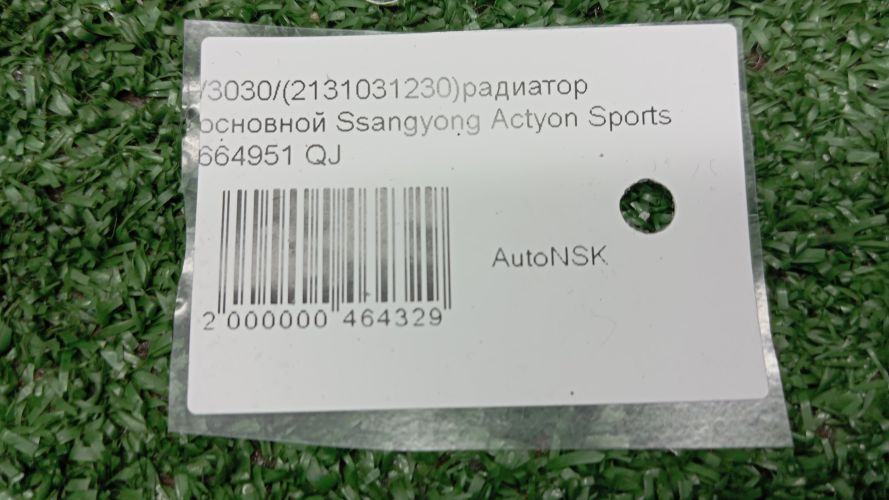 /3030/(2131031230)радиатор
основной Ssangyong Actyon Sports
664951 QJ
AutoNSK
2 000000 464329